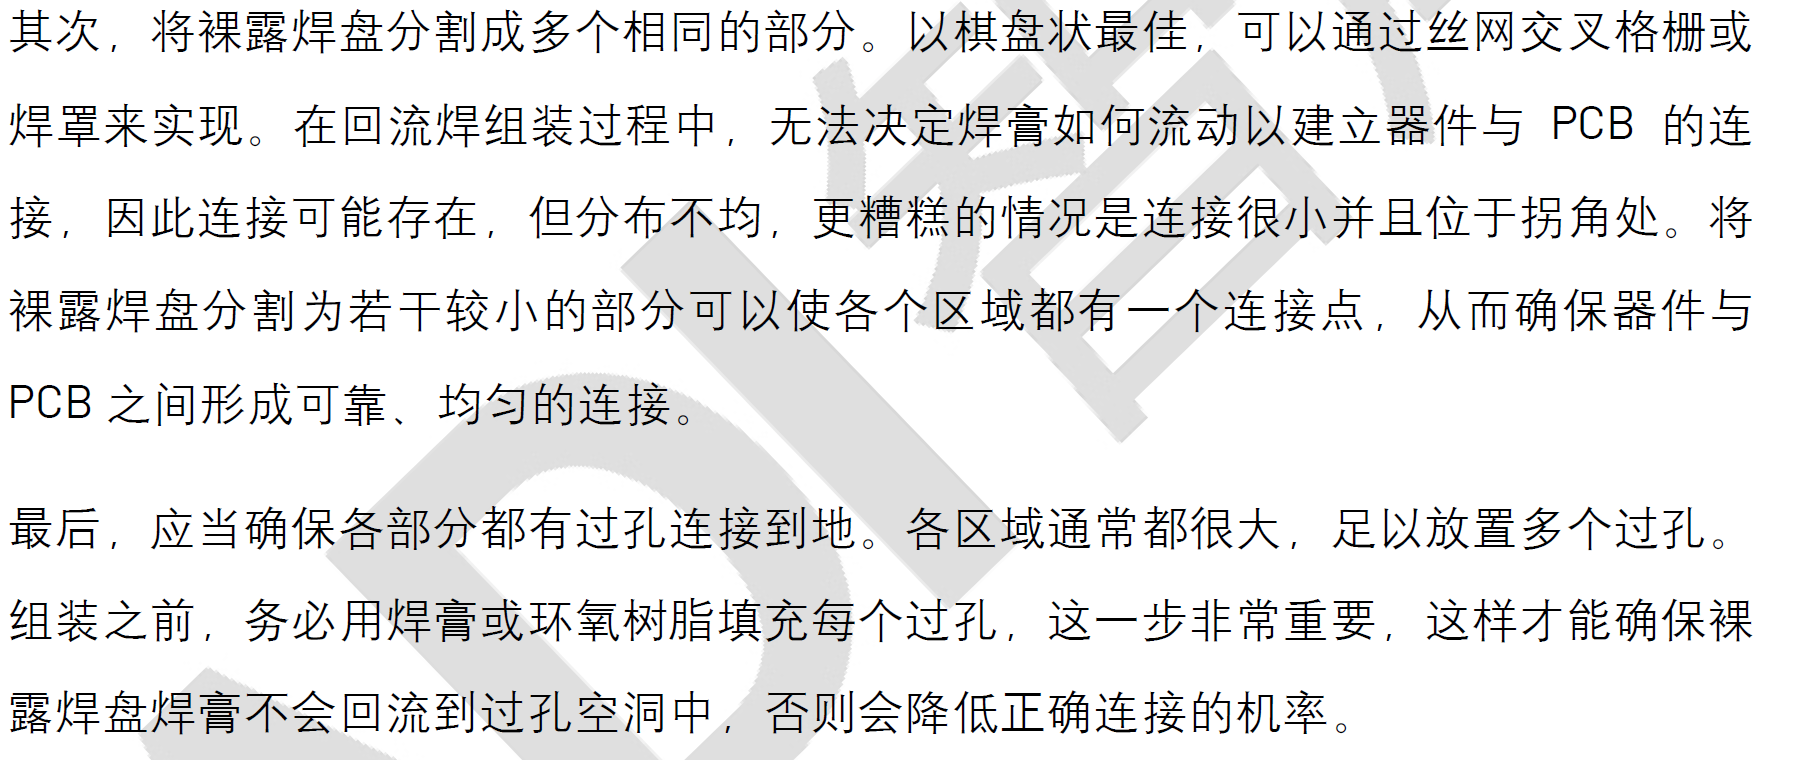 其次，将裸露焊盘分割成多个相同的部分。以棋盘状最佳，可以通过丝网交叉格栅或
焊罩来实现。在回流焊组装过程中，无法决定焊膏如何流动以建立器件与 PCB 的连
接，因此连接可能存在，但分布不均，更糟糕的情况是连接很小并且位于拐角处。将
裸露焊盘分割为若干较小的部分可以使各个区域都有一个连接点，从而确保器件与
PCB 之间形成可靠、均匀的连接。
最后，应当确保各部分都有过孔连接到地。各区域通常都很大，足以放置多个过孔。
组装之前，务必用焊膏或环氧树脂填充每个过孔，这一步非常重要，这样才能确保裸
露焊盘焊膏不会回流到过孔空洞中，否则会降低正确连接的机率。